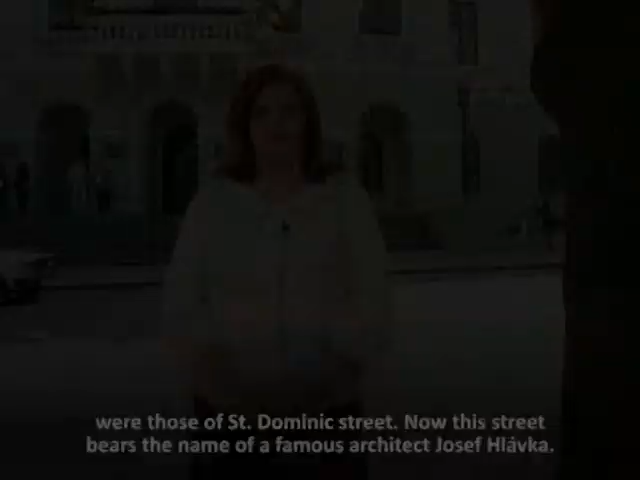 were those of St. Dominic street. Now this street
bears the name of a famous architect Josef Hlávka.